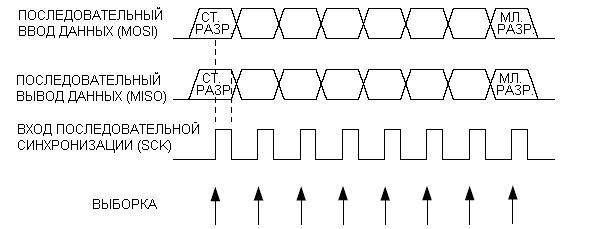 ПОСЛЕДОВАТЕЛЬНЫЙ
ВВОД ДАННЫХ (MOSI)
СТ.
РАЗР.
МЛ.
РАЗР.
ПОСЛЕДОВАТЕЛЬНЫЙ
ВЫВОД ДАННЫХ (MISO)
СТ.
РАЗР.
МЛ.
РАЗР.
ВХОД ПОСЛЕДОВАТЕЛЬНОЙ
СИНХРОНИЗАЦИИ (SCK)
ВЫБОРКА